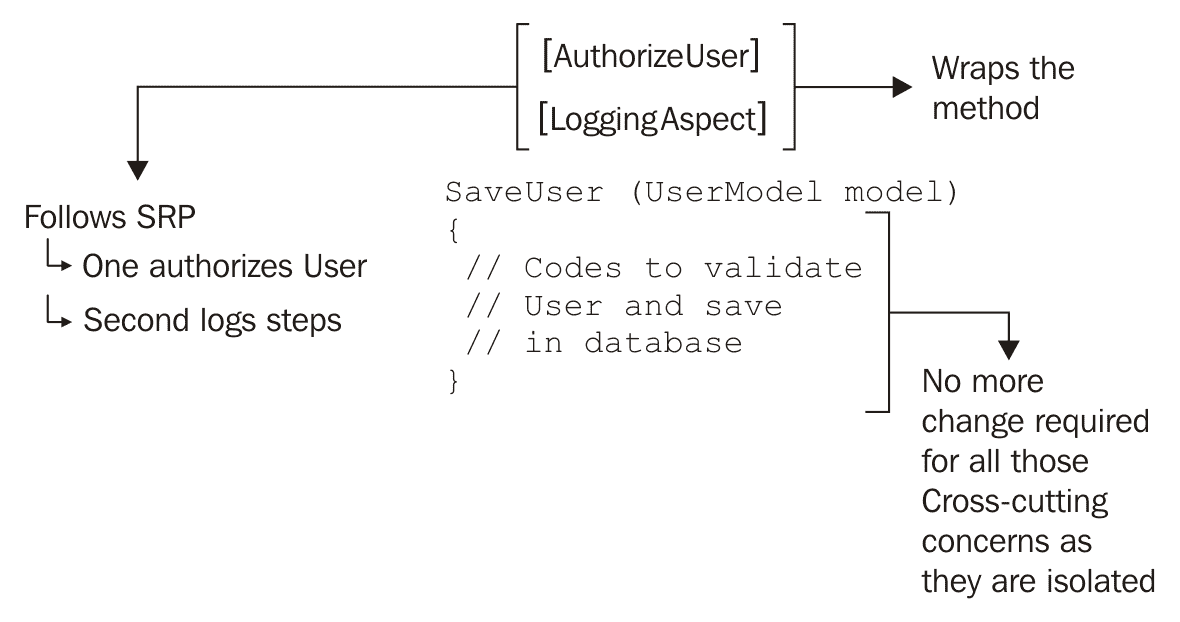 [AuthorizeUser]
[LoggingAspect]
Wraps the
method
Follows SRP
One authorizes User
Second logs steps
SaveUser (UserModel model)
{
// Codes to validate
// User and save
// in database
}
No more
change required
for all those
Cross-cutting
concerns as
they are isolated